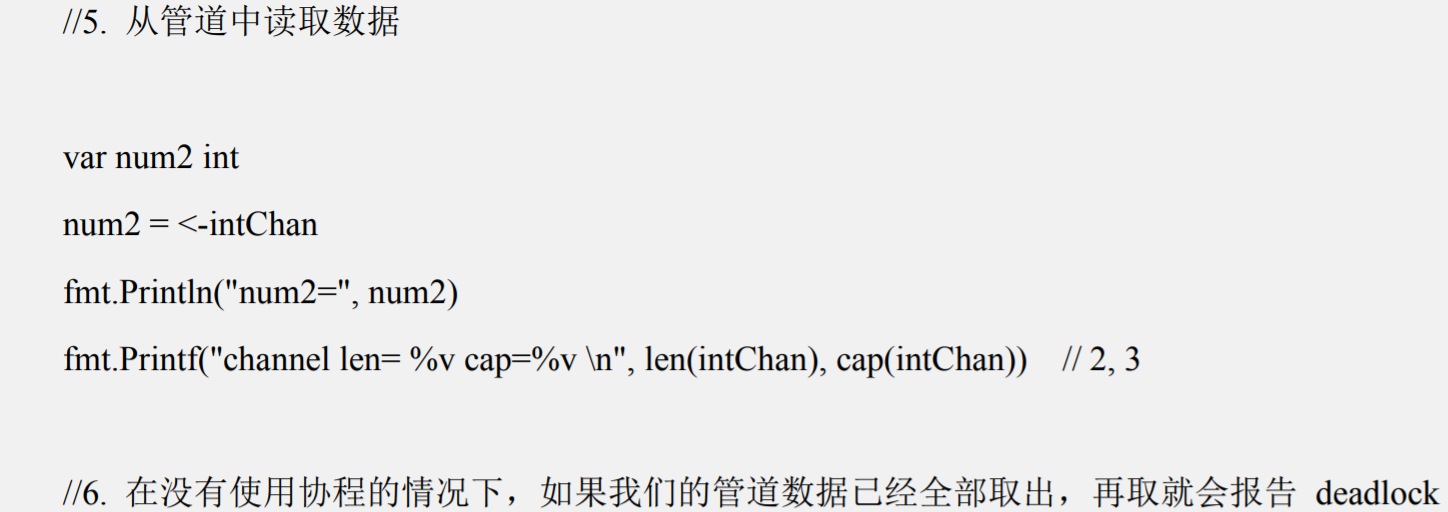 //5. 从管道中读取数据
var num2 int
num2 = <-intChan
fmt.Println("num2=", num2)
fmt.Printf("channel len= %v cap=%v \n", len(intChan), cap(intChan)) // 2, 3
//6. 在没有使用协程的情况下，如果我们的管道数据已经全部取出，再取就会报告 deadlock